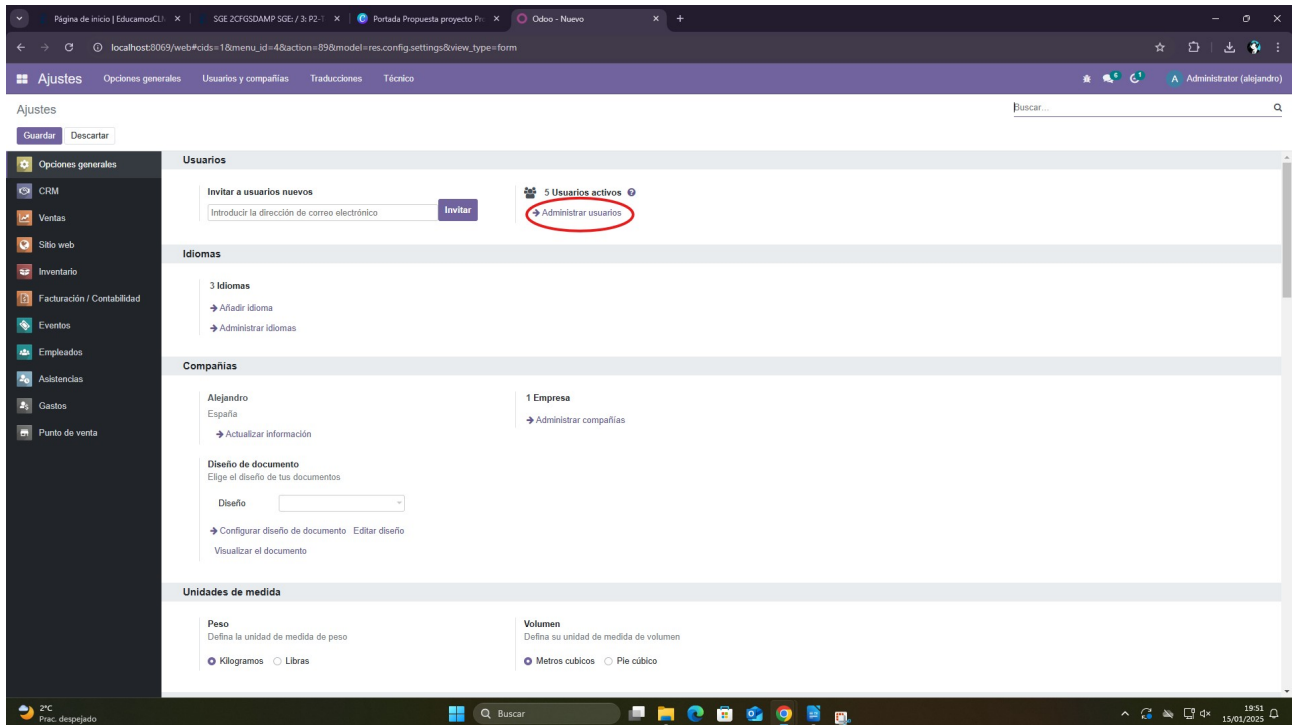 Página de inicio | EducamosCL
SGE 2CFGSDAMP SGE: / 3: P2-
Portada Propuesta proyecto Pr
Odoo - Nuevo
localhost:8069/web#cids=1&menu_id=4&action=89&model=res.config.settings&view_type=form
Ajustes Opciones generales Usuarios y compañías Traducciones Técnico
6 1 A Administrator (alejandro)
Ajustes
Buscar...
Guardar Descartar
Opciones generales
CRM
Ventas
Sitio web
Inventario
Facturación / Contabilidad
Eventos
Empleados
Asistencias
Gastos
Punto de venta
Usuarios
Invitar a usuarios nuevos
Introducir la dirección de correo electrónico Invitar
5 Usuarios activos
Administrar usuarios
Idiomas
3 Idiomas
Añadir idioma
Administrar idiomas
Compañías
Alejandro
España
Actualizar información
1 Empresa
Administrar compañías
Diseño de documento
Elige el diseño de tus documentos
Diseño
Configurar diseño de documento Editar diseño
Visualizar el documento
Unidades de medida
Peso
Defina la unidad de medida de peso
Kilogramos Libras
Volumen
Defina su unidad de medida de volumen
Metros cubicos Pie cúbico
2°C
Prac. despejado
Buscar
19:51
15/01/2025